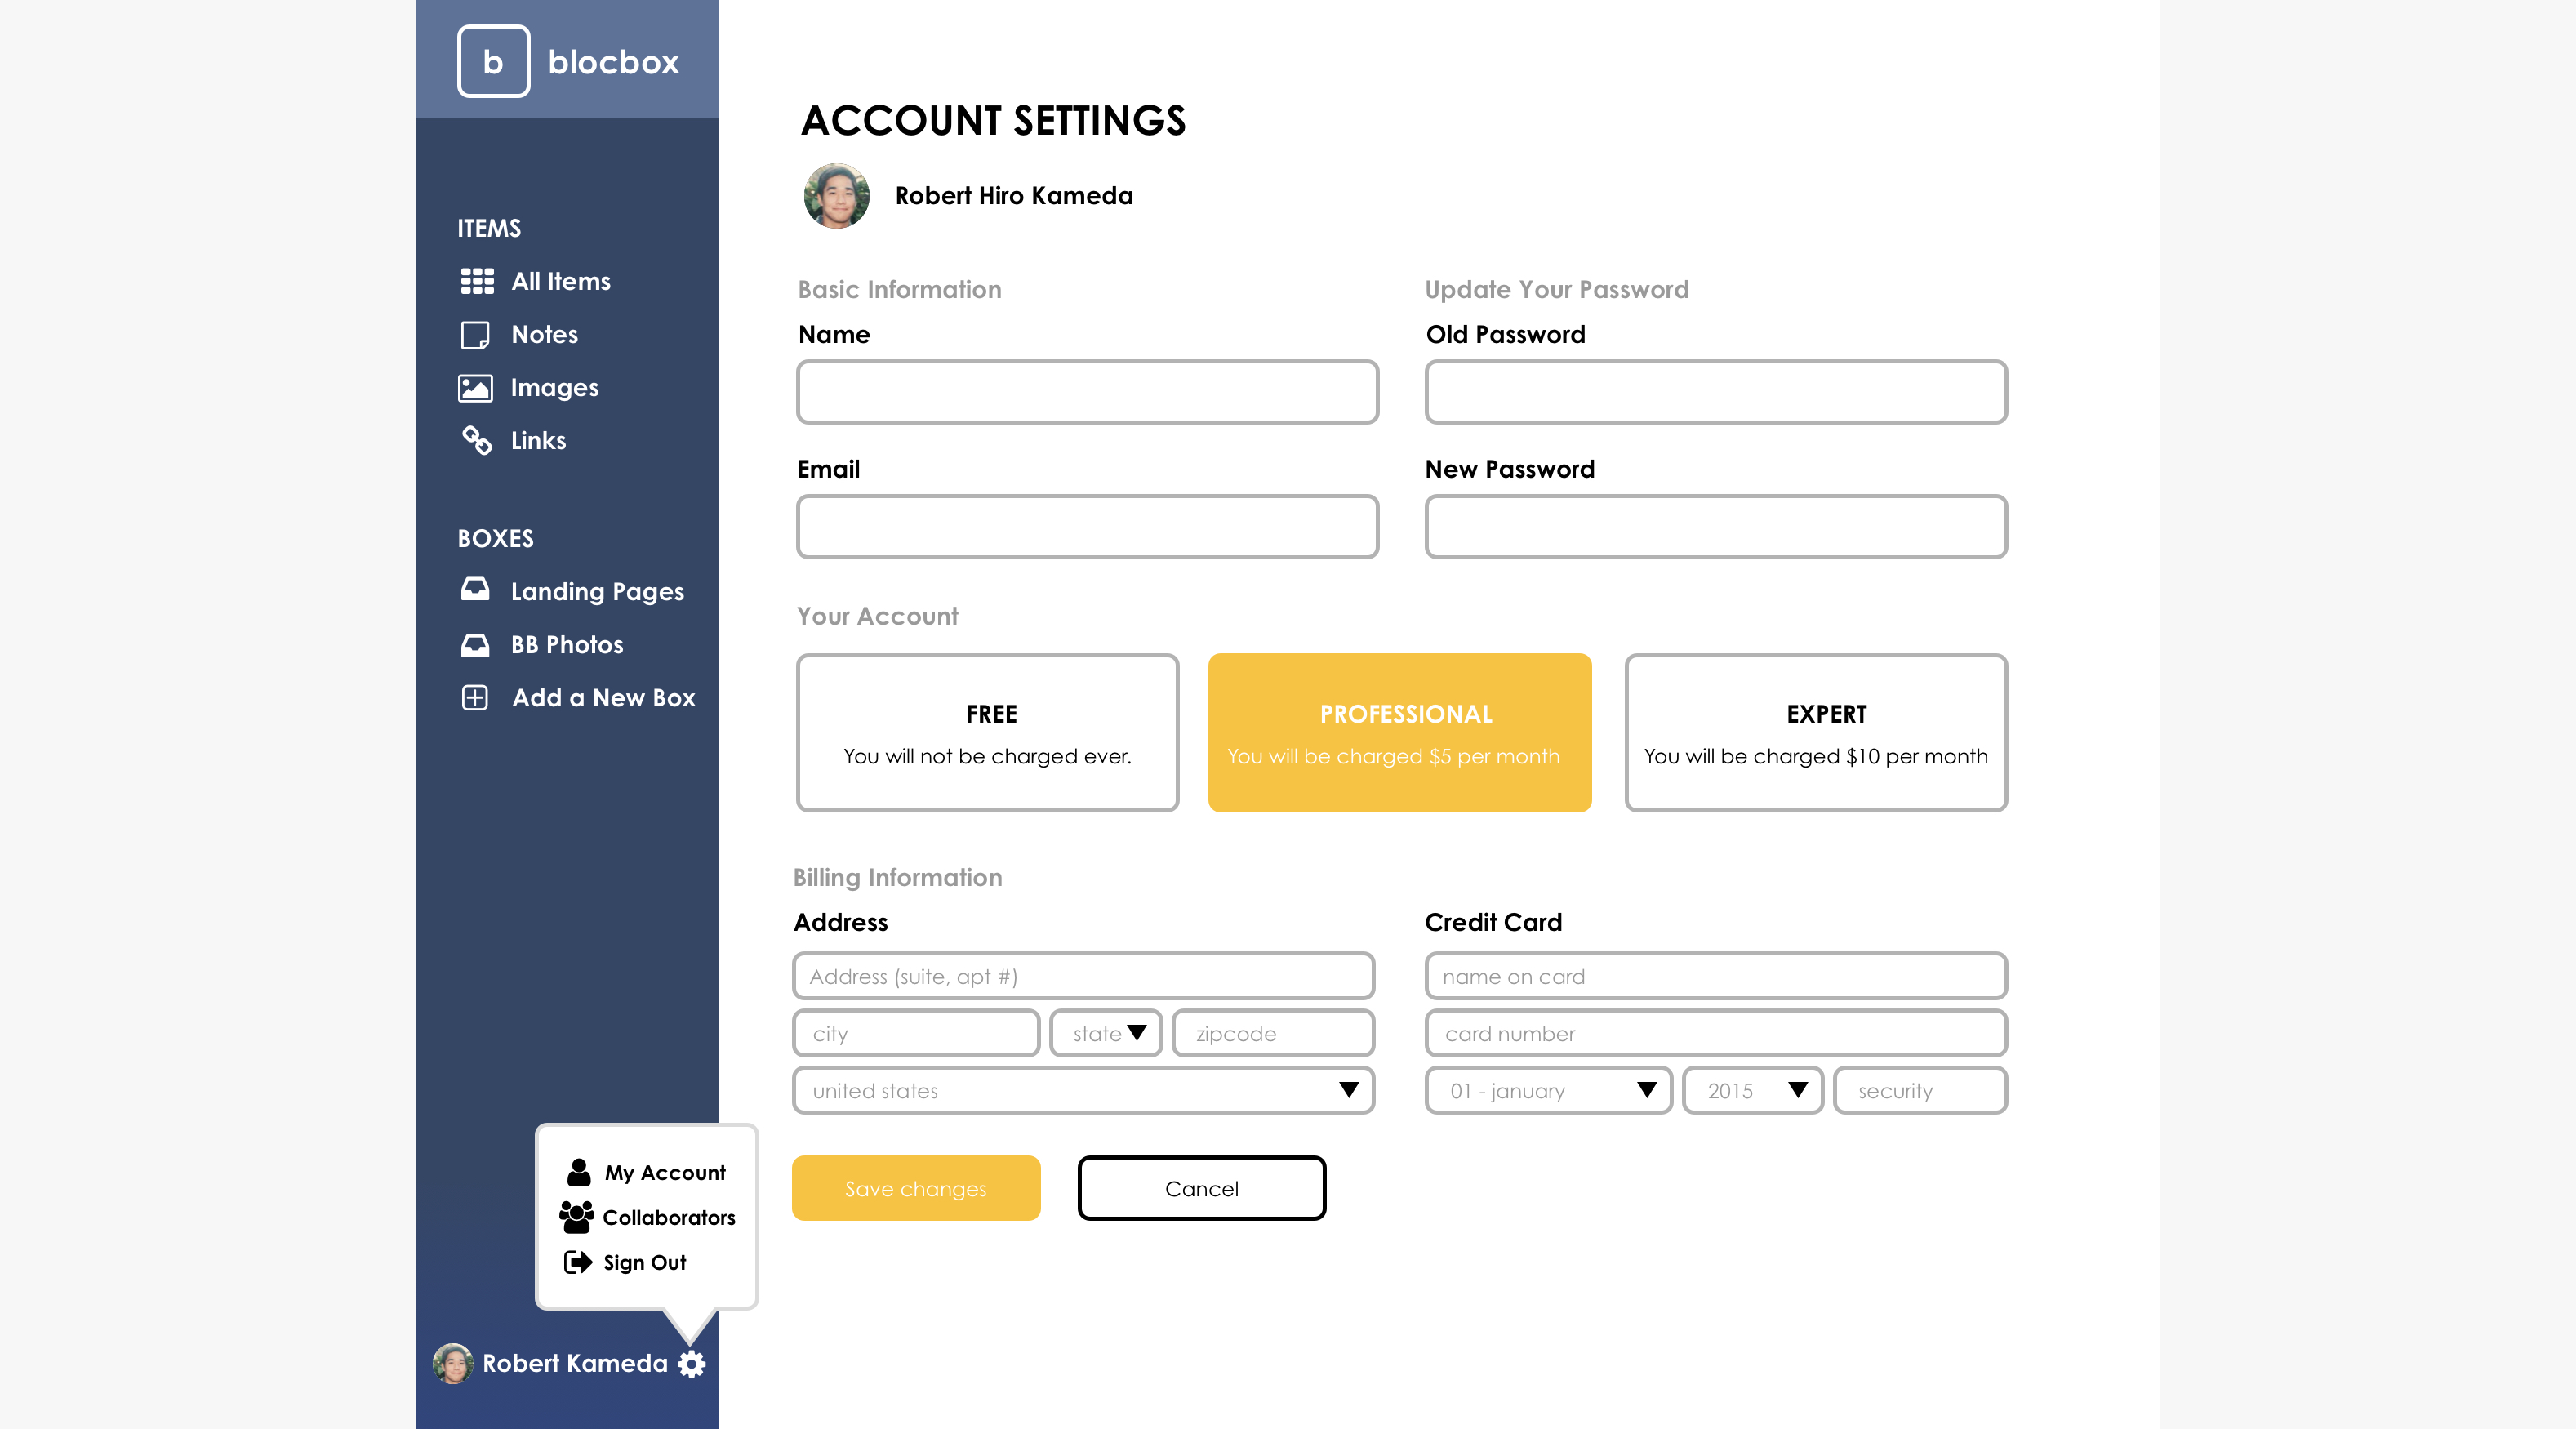 b blocbox
ITEMS
All Items
Notes
Images
Links
BOXES
Landing Pages
BB Photos
Add a New Box
My Account
Collaborators
Sign Out
Robert Kameda
ACCOUNT SETTINGS
Robert Hiro Kameda
Basic Information
Name
Email
Update Your Password
Old Password
New Password
Your Account
FREE
You will not be charged ever.
PROFESSIONAL
You will be charged $5 per month
EXPERT
You will be charged $10 per month
Billing Information
Address
Address (suite, apt #)
city state zipcode
united states
Credit Card
name on card
card number
01 - january 2015 security
Save changes Cancel